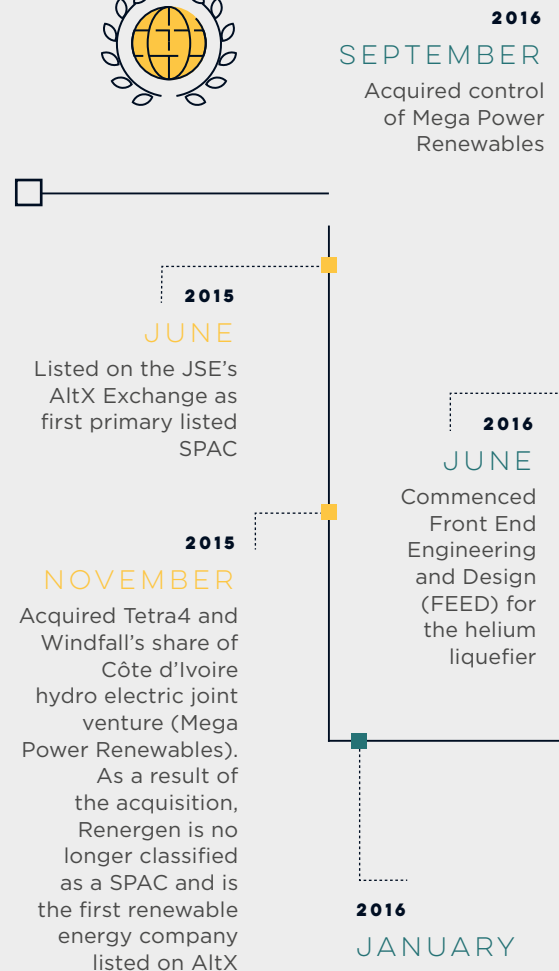 2016
SEPTEMBER
Acquired control
of Mega Power
Renewables
2015
JUNE
Listed on the JSE’s
AltX Exchange as
first primary listed
SPAC
2015
NOVEMBER
Acquired Tetra4 and
Windfall’s share of
Côte d’Ivoire
hydro electric joint
venture (Mega
Power Renewables).
As a result of
the acquisition,
Renergen is no
longer classified
as a SPAC and is
the first renewable
energy company
listed on AltX
2016
JUNE
Commenced
Front End
Engineering
and Design
(FEED) for
the helium
liquefier
2016
JANUARY